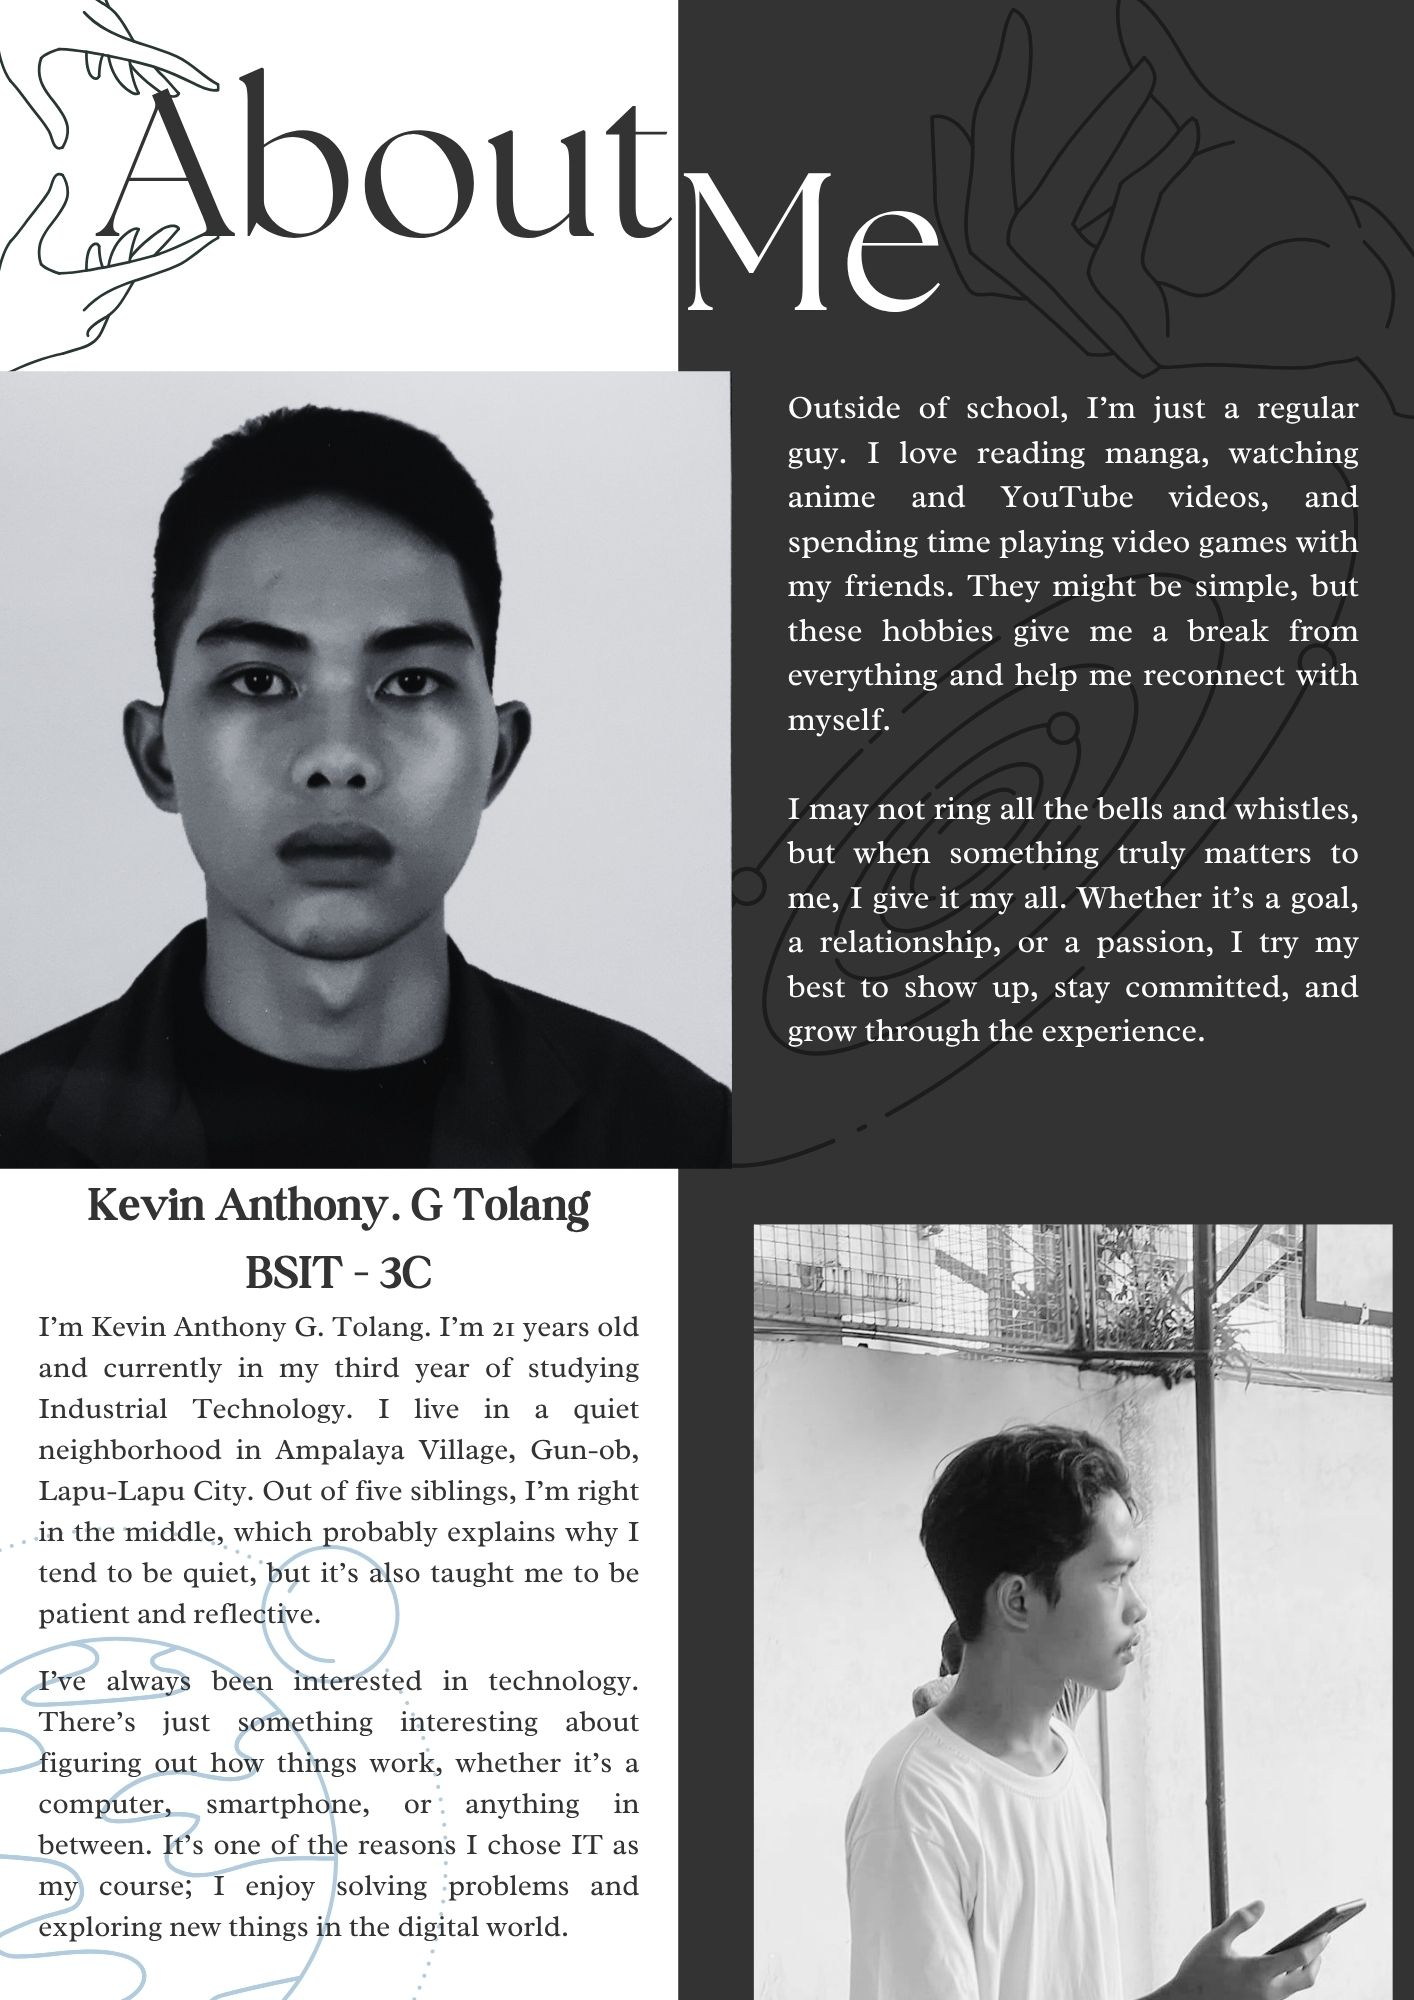 About
Me
Outside of school, I’m just a regular
guy. I love reading manga, watching
anime and YouTube videos, and
spending time playing video games with
my friends. They might be simple, but
these hobbies give me a break from
everything and help me reconnect with
myself.
I may not ring all the bells and whistles,
but when something truly matters to
me, I give it my all. Whether it’s a goal,
a relationship, or a passion, I try my
best to show up, stay committed, and
grow through the experience.
Kevin Anthony. G Tolang
BSIT - 3C
I’m Kevin Anthony G. Tolang. I’m 21 years old
and currently in my third year of studying
Industrial Technology. I live in a quiet
neighborhood in Ampalaya Village, Gun-ob,
Lapu-Lapu City. Out of five siblings, I’m right
in the middle, which probably explains why I
tend to be quiet, but it’s also taught me to be
patient and reflective.
I’ve always been interested in technology.
There’s just something interesting about
figuring out how things work, whether it’s a
computer, smartphone, or anything in
between. It’s one of the reasons I chose IT as
my course; I enjoy solving problems and
exploring new things in the digital world.